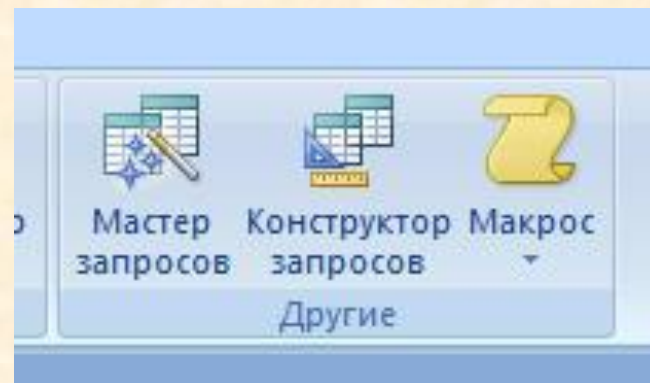 Мастер запросов
Конструктор запросов
Макрос
Другие